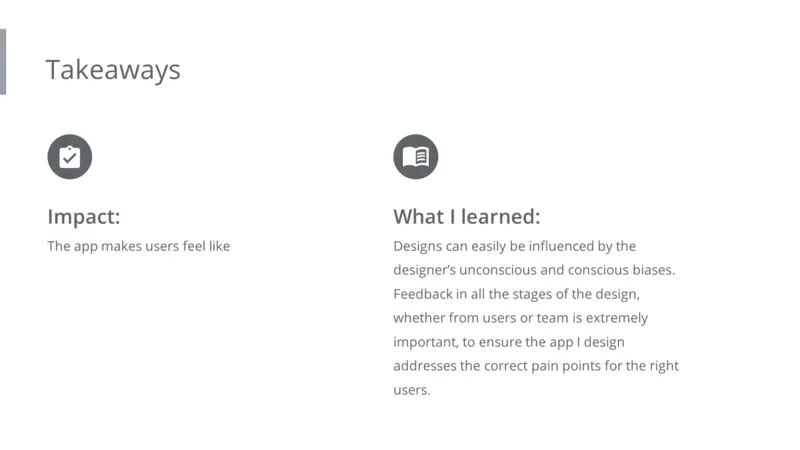 Takeaways
Impact:
The app makes users feel like
What I learned:
Designs can easily be influenced by the
designer’s unconscious and conscious biases.
Feedback in all the stages of the design,
whether from users or team is extremely
important, to ensure the app I design
addresses the correct pain points for the right
users.